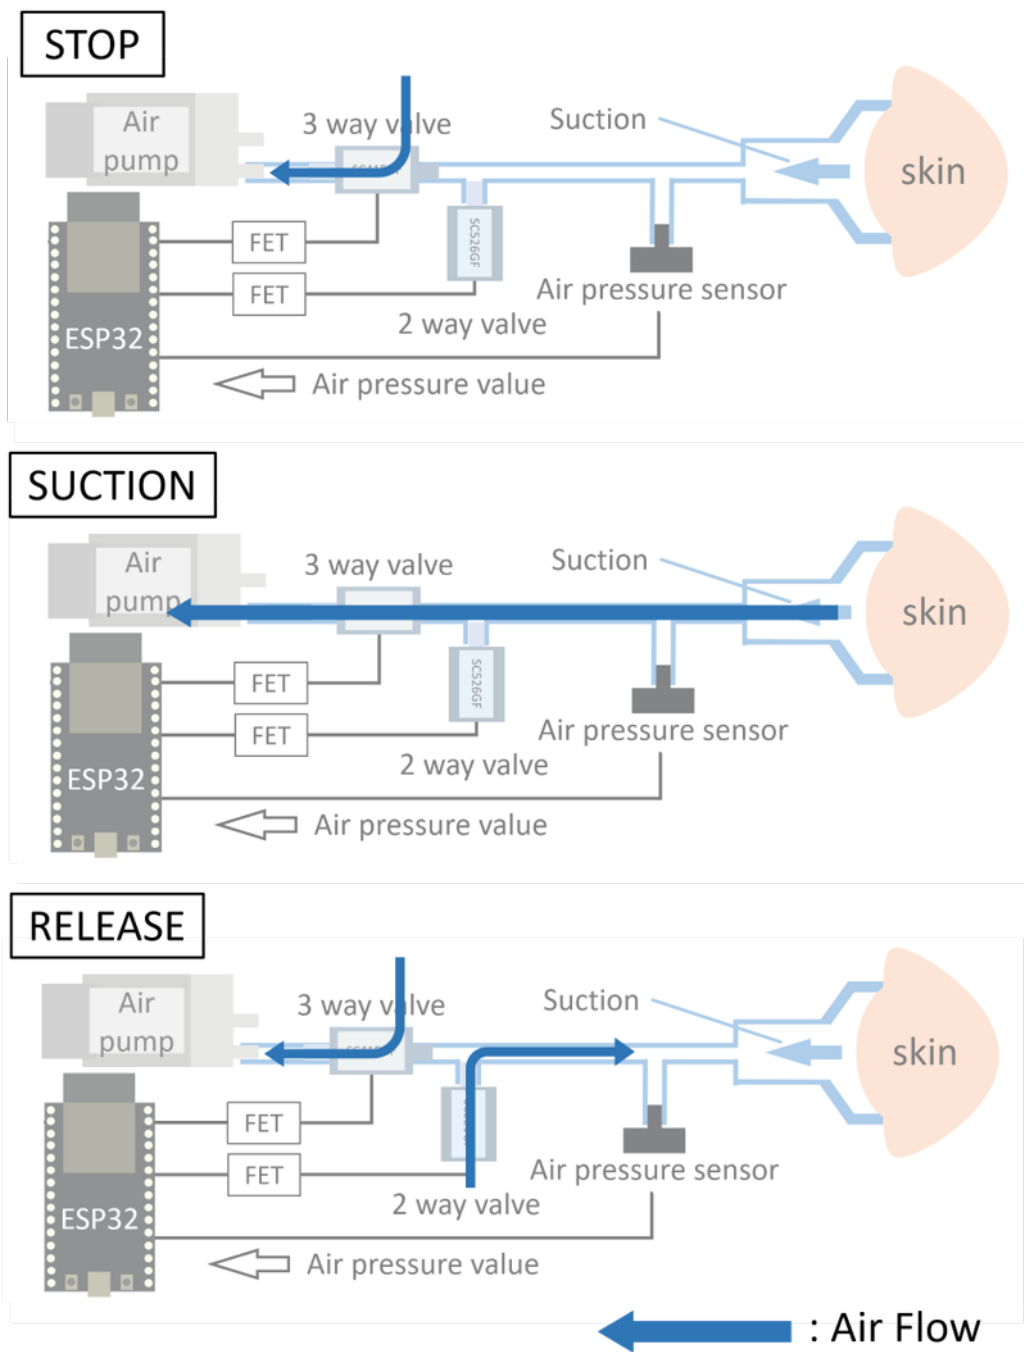 STOP
Air
pump
3 way valve
Suction
skin
FET
SC526GF
FET
Air pressure sensor
ESP32
2 way valve
Air pressure value
SUCTION
Air
pump
3 way valve
Suction
skin
FET
SC526GF
FET
Air pressure sensor
ESP32
2 way valve
Air pressure value
RELEASE
Air
pump
3 way valve
Suction
skin
FET
FET
Air pressure sensor
ESP32
2 way valve
Air pressure value
: Air Flow